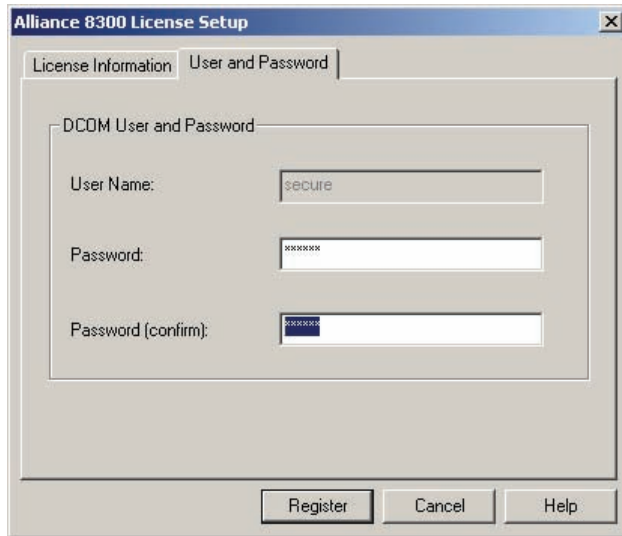 Alliance 8300 License Setup
License Information User and Password
DCOM User and Password
User Name: secure
Password: ******
Password (confirm): ******
Register Cancel Help